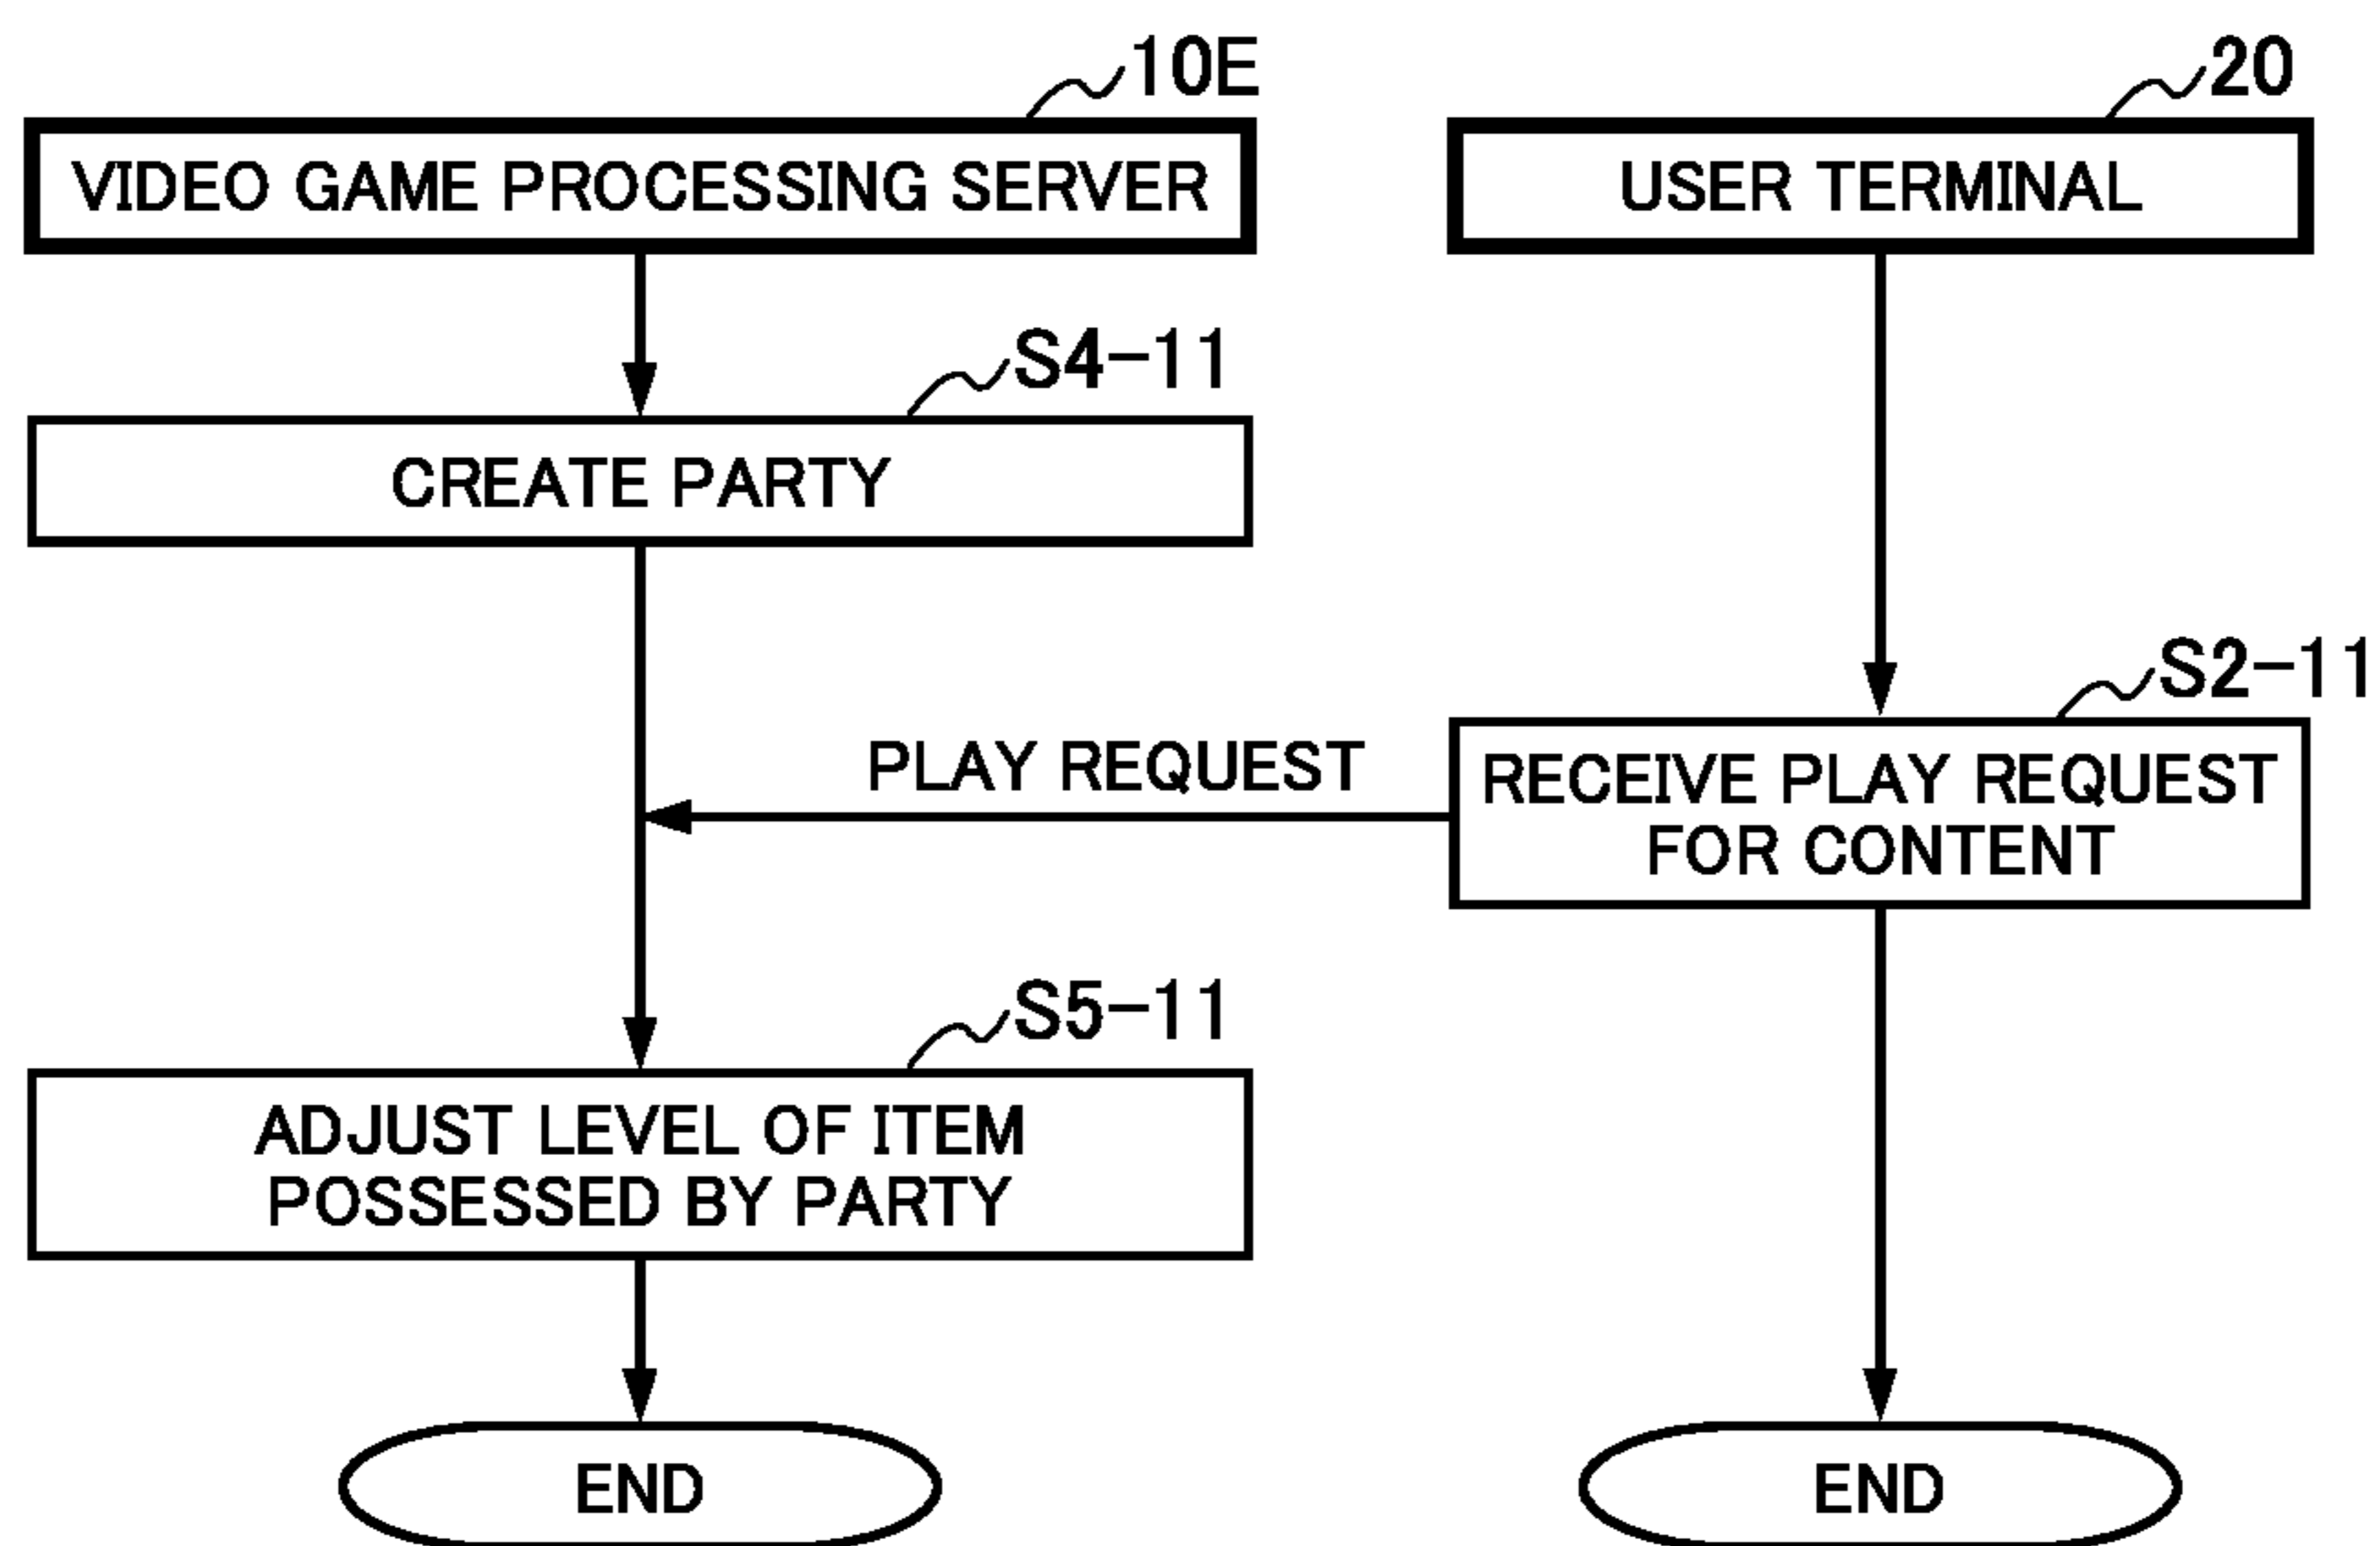 10E
20
VIDEO GAME PROCESSING SERVER
USER TERMINAL
S4-11
CREATE PARTY
S2-11
PLAY REQUEST
RECEIVE PLAY REQUEST
FOR CONTENT
S5-11
ADJUST LEVEL OF ITEM
POSSESSED BY PARTY
END
END